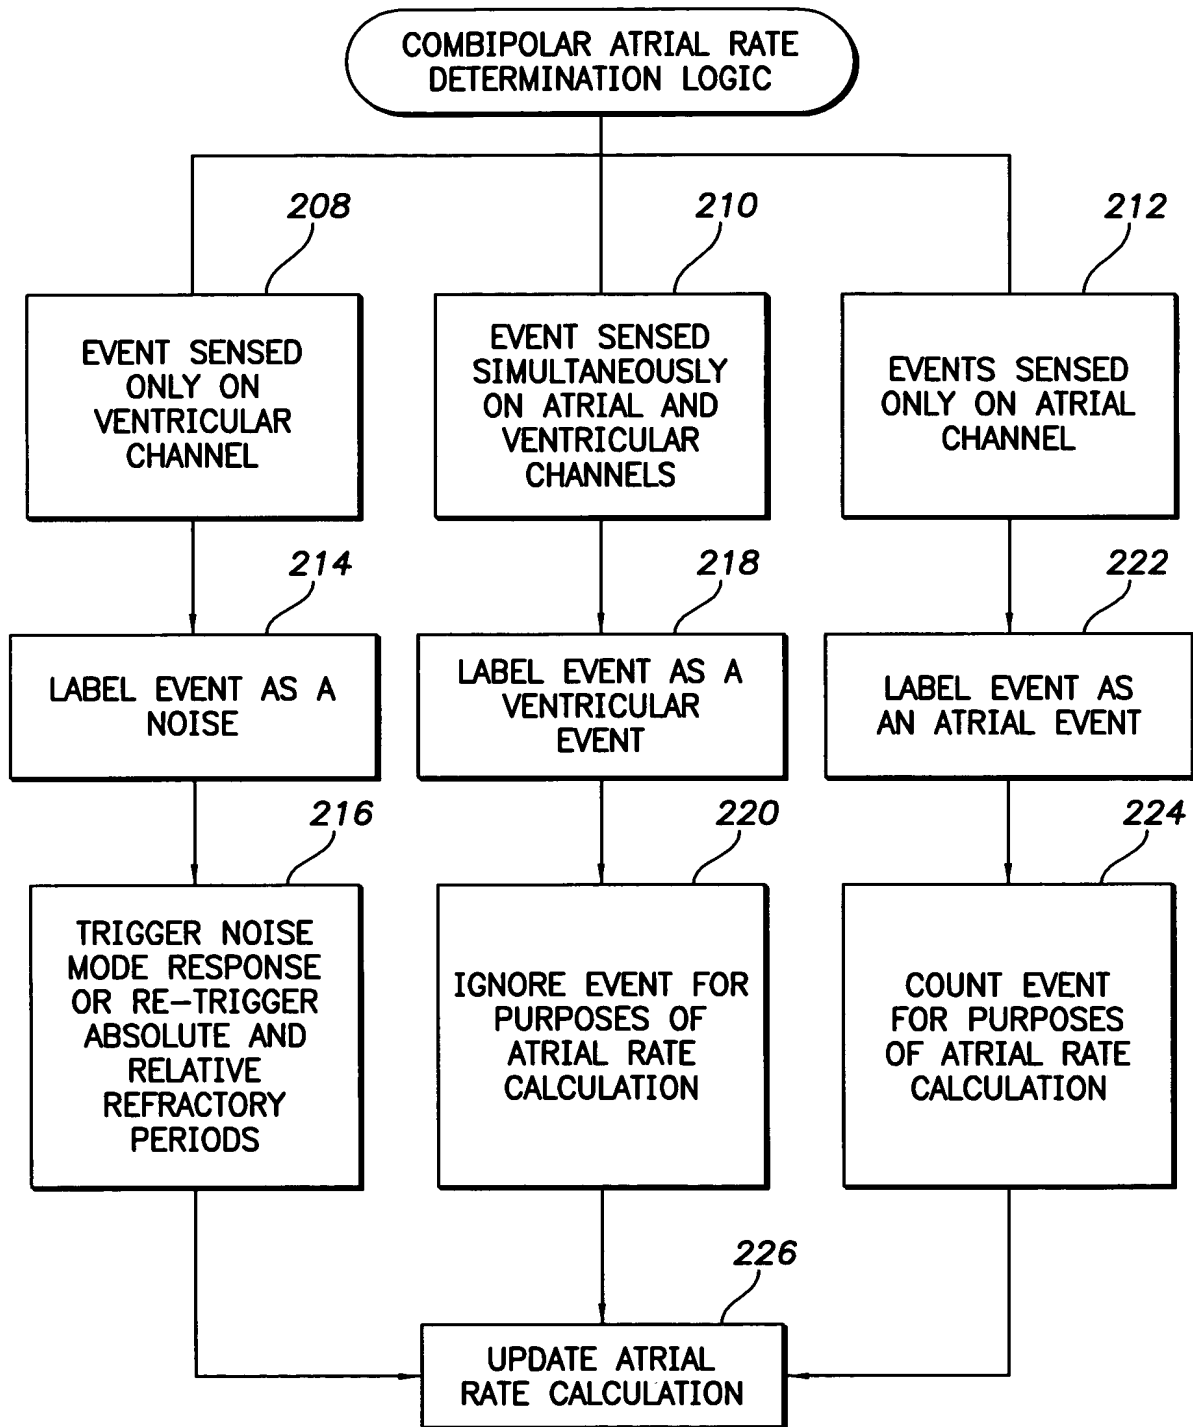 COMBIPOLAR ATRIAL RATE
DETERMINATION LOGIC
208
210
212
EVENT SENSED
ONLY ON
VENTRICULAR
CHANNEL
EVENT SENSED
SIMULTANEOUSLY
ON ATRIAL AND
VENTRICULAR
CHANNELS
EVENTS SENSED
ONLY ON ATRIAL
CHANNEL
214
218
222
LABEL EVENT AS A
NOISE
LABEL EVENT AS A
VENTRICULAR
EVENT
LABEL EVENT AS
AN ATRIAL EVENT
216
220
224
TRIGGER NOISE
MODE RESPONSE
OR RE-TRIGGER
ABSOLUTE AND
RELATIVE
REFRACTORY
PERIODS
IGNORE EVENT FOR
PURPOSES OF
ATRIAL RATE
CALCULATION
COUNT EVENT
FOR PURPOSES
OF ATRIAL RATE
CALCULATION
226
UPDATE ATRIAL
RATE CALCULATION